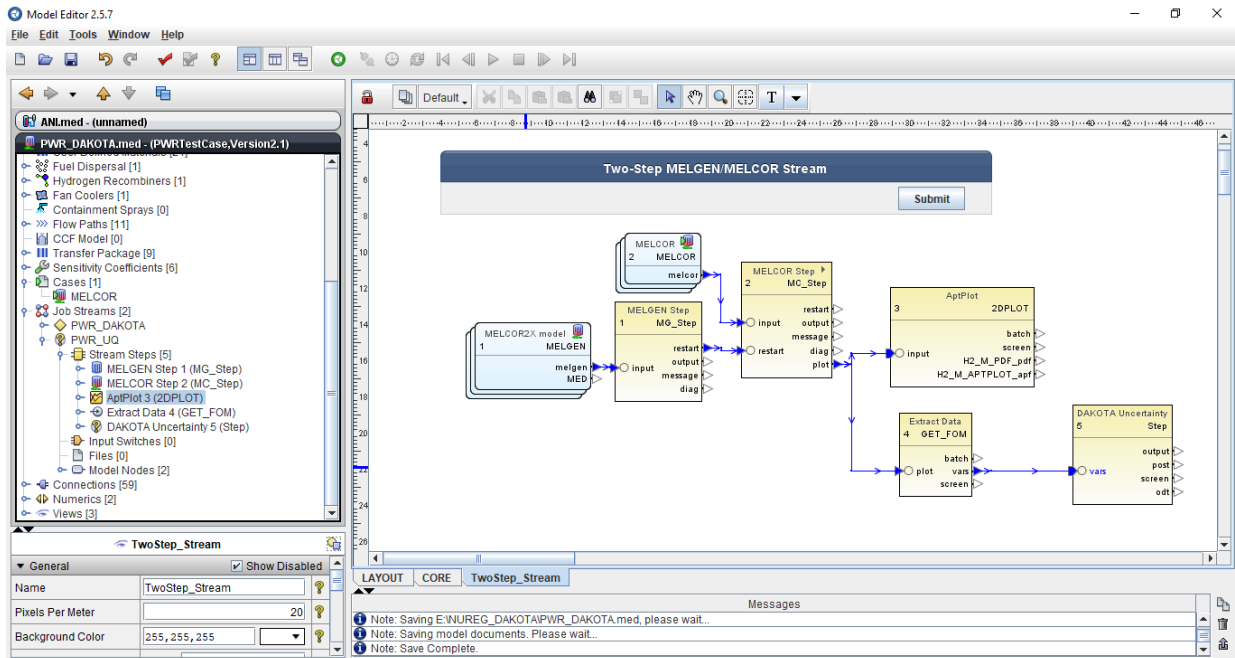 Model Editor 2.5.7
File Edit Tools Window Help
Default
ANI.med - (unnamed)
PWR_DAKOTA.med - (PWRTestCase,Version2.1)
Fuel Dispersal [1]
Hydrogen Recombiners [1]
Fan Coolers [1]
Containment Sprays [0]
Flow Paths [11]
CCF Model [0]
Transfer Package [9]
Sensitivity Coefficients [6]
Cases [1]
MELCOR
Job Streams [2]
PWR_DAKOTA
PWR_UQ
Stream Steps [5]
MELGEN Step 1 (MG_Step)
MELCOR Step 2 (MC_Step)
AptPlot 3 (2DPLOT)
Extract Data 4 (GET_FOM)
DAKOTA Uncertainty 5 (Step)
Input Switches [0]
Files [0]
Model Nodes [2]
Connections [59]
Numerics [2]
Views [3]
TwoStep_Stream
General
Show Disabled
Name
TwoStep_Stream
Pixels Per Meter
20
Background Color
255, 255, 255
Two-Step MELGEN/MELCOR Stream
Submit
MELCOR
2 MELCOR
melcor
MELCOR2X model
1 MELGEN
melgen
MED
MELGEN Step
1 MG_Step
restart
input
output
message
diag
MELCOR Step
2 MC_Step
restart
input
output
message
restart
diag
plot
AptPlot
3 2DPLOT
batch
input
screen
H2_M_PDF_pdf
H2_M_APTPLOT_apf
Extract Data
4 GET_FOM
batch
plot
vars
screen
DAKOTA Uncertainty
5 Step
output
post
vars
screen
odt
LAYOUT CORE TwoStep_Stream
Messages
Note: Saving E:\NUREG_DAKOTA\PWR_DAKOTA.med, please wait...
Note: Saving model documents. Please wait...
Note: Save Complete.